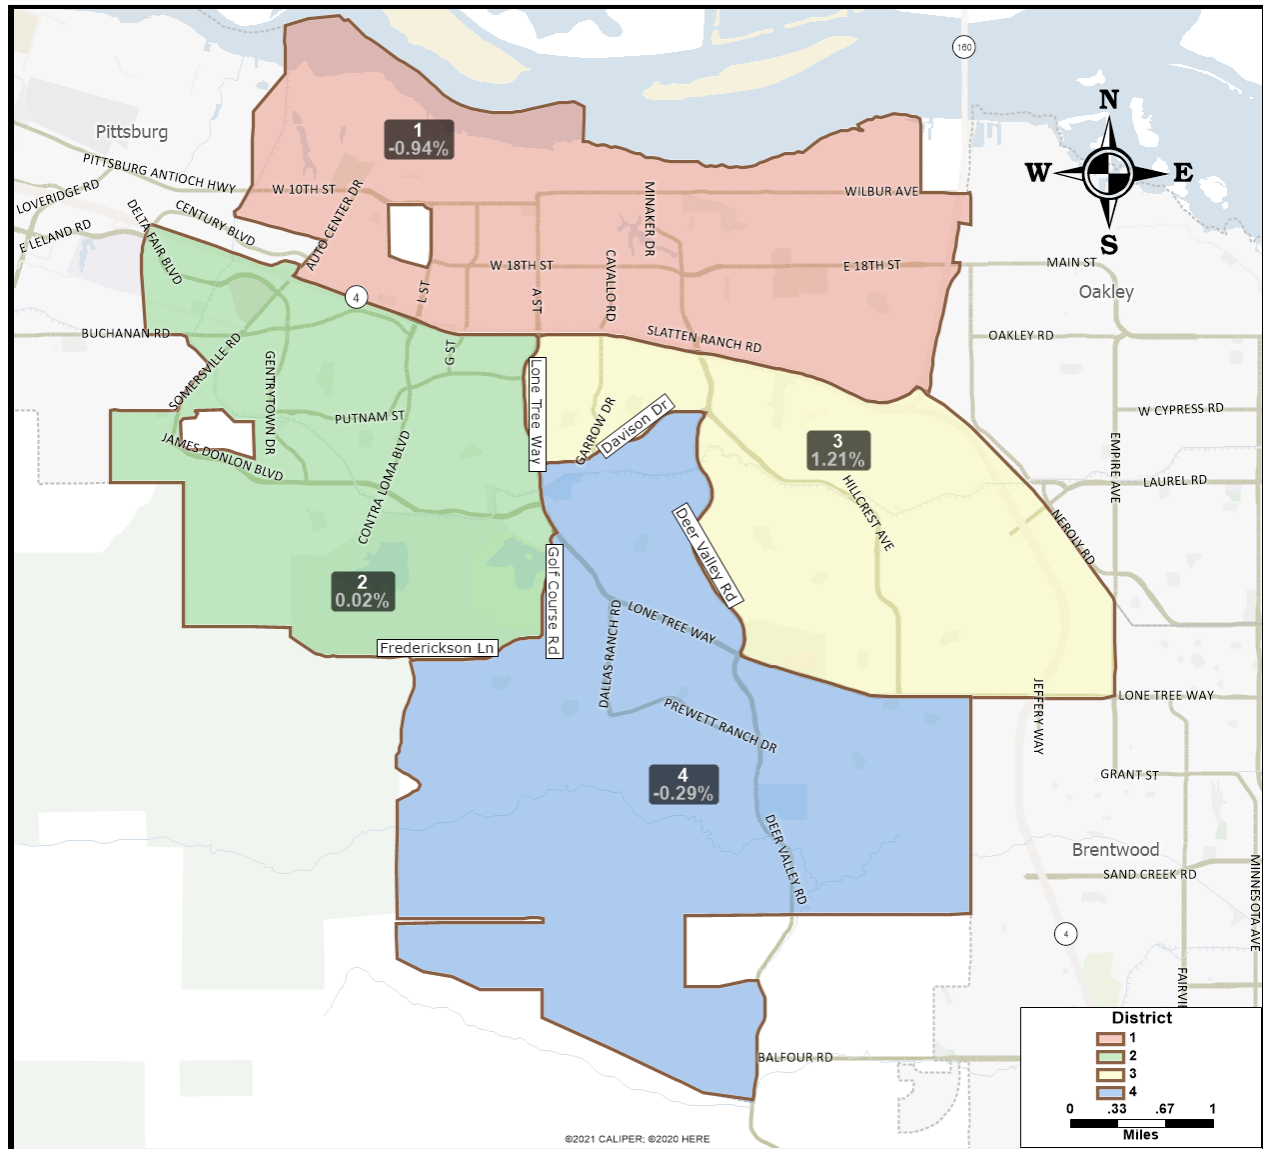 160
N
W
E
S
Pittsburg
PITTSBURG ANTIOCH HWY
LOVERIDGE RD
E LELAND RD
CENTURY BLVD
DELTA FAIR BLVD
1
-0.94%
W 10TH ST
AUTO CENTER DR
MINAKER DR
WILBUR AVE
W 18TH ST
CAVALLO RD
E 18TH ST
MAIN ST
Oakley
L ST
A ST
4
BUCHANAN RD
SOMERSVILLE RD
GENTRYTOWN DR
G ST
SLATTEN RANCH RD
OAKLEY RD
Lone Tree Way
GARROW DR
Davison Dr
PUTNAM ST
JAMES DONLON BLVD
CONTRA LOMA BLVD
3
1.21%
W CYPRESS RD
EMPIRE AVE
LAUREL RD
HILLCREST AVE
NEROLY RD
Deer Valley Rd
2
0.02%
Golf Course Rd
Frederickson Ln
DALLAS RANCH RD
LONE TREE WAY
PREWETT RANCH DR
JEFFERY WAY
LONE TREE WAY
GRANT ST
4
-0.29%
DEER VALLEY RD
Brentwood
SAND CREEK RD
MINNESOTA AVE
4
FAIRVI
BALFOUR RD
District
1
2
3
4
0 .33 .67 1
Miles
©2021 CALIPER; ©2020 HERE